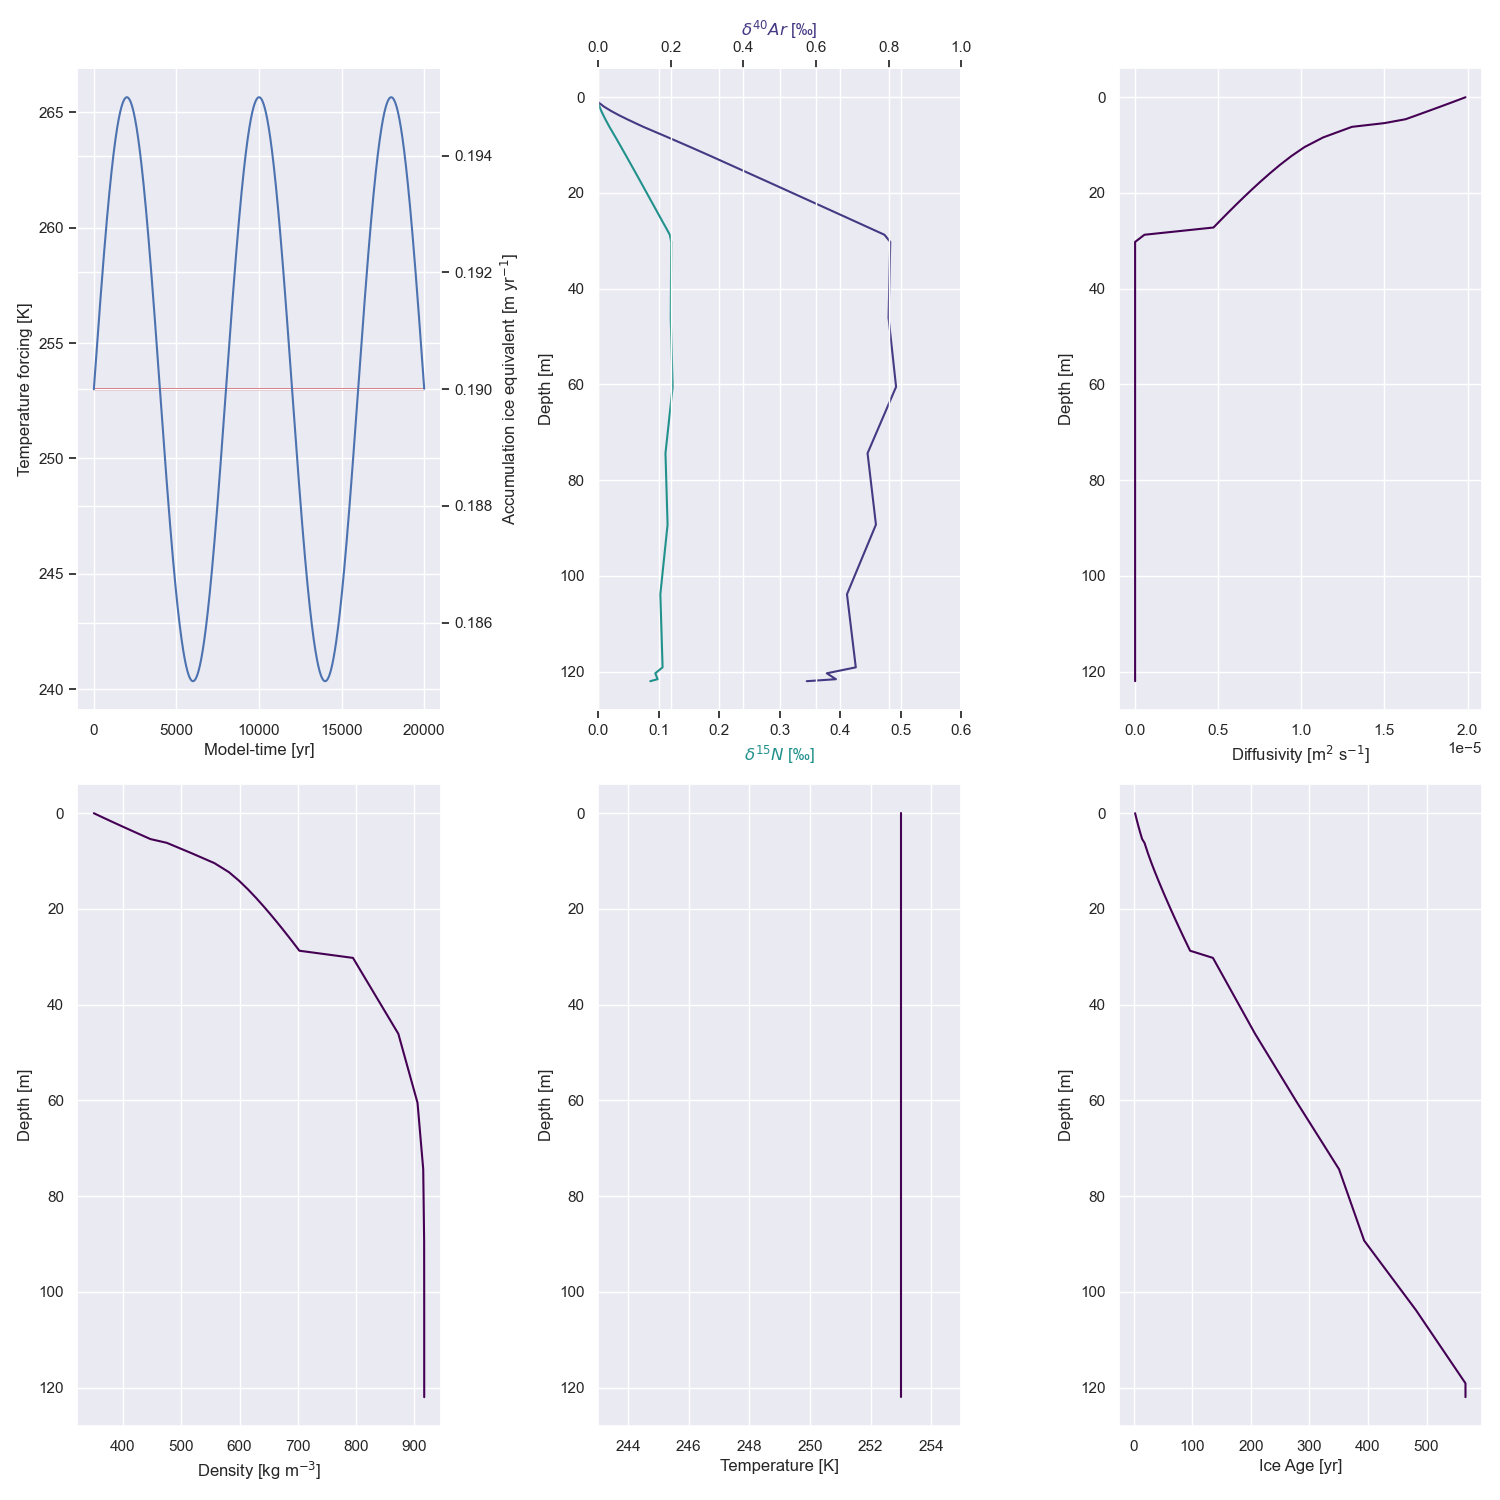 δ⁴⁰Ar [‰]
0.0 0.2 0.4 0.6 0.8 1.0
Temperature forcing [K]
265
260
255
250
245
240
0 5000 10000 15000 20000
Model-time [yr]
0.194
0.192
0.190
0.188
0.186
Accumulation ice equivalent [m yr⁻¹]
Depth [m]
0
20
40
60
80
100
120
0.0 0.1 0.2 0.3 0.4 0.5 0.6
δ¹⁵N [‰]
Depth [m]
0
20
40
60
80
100
120
0.0 0.5 1.0 1.5 2.0
1e−5
Diffusivity [m² s⁻¹]
Depth [m]
0
20
40
60
80
100
120
400 500 600 700 800 900
Density [kg m⁻³]
Depth [m]
0
20
40
60
80
100
120
244 246 248 250 252 254
Temperature [K]
Depth [m]
0
20
40
60
80
100
120
0 100 200 300 400 500
Ice Age [yr]